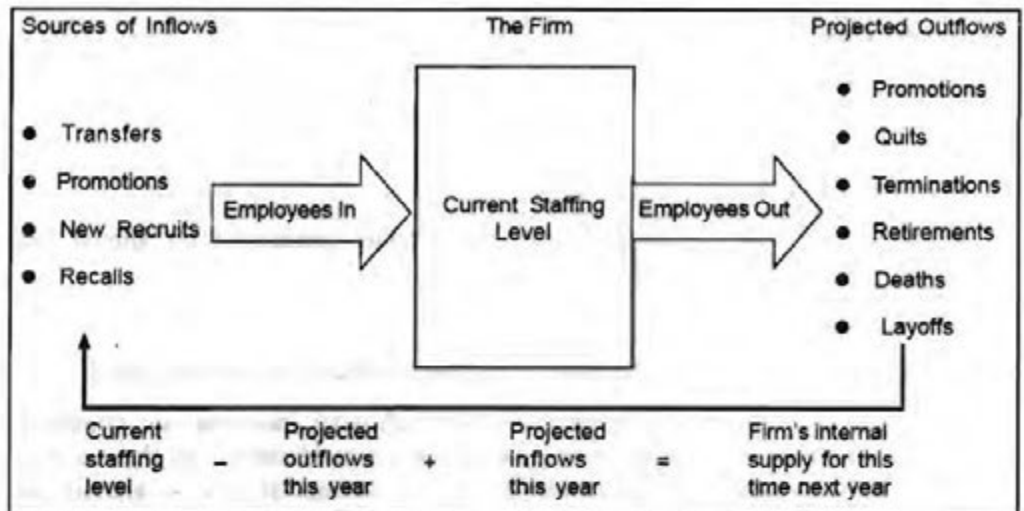 Sources of Inflows
The Firm
Projected Outflows
• Transfers
• Promotions
• New Recruits
• Recalls
Employees In
Current Staffing
Level
Employees Out
• Promotions
• Quits
• Terminations
• Retirements
• Deaths
• Layoffs
Current
staffing
level
–
Projected
outflows
this year
+
Projected
inflows
this year
=
Firm's internal
supply for this
time next year